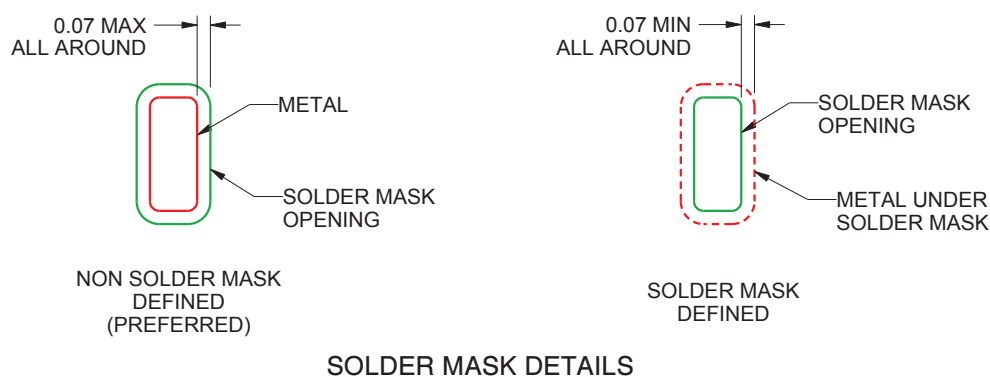 0.07 MAX
ALL AROUND
METAL
SOLDER MASK
OPENING
NON SOLDER MASK
DEFINED
(PREFERRED)
0.07 MIN
ALL AROUND
SOLDER MASK
OPENING
METAL UNDER
SOLDER MASK
SOLDER MASK
DEFINED
SOLDER MASK DETAILS